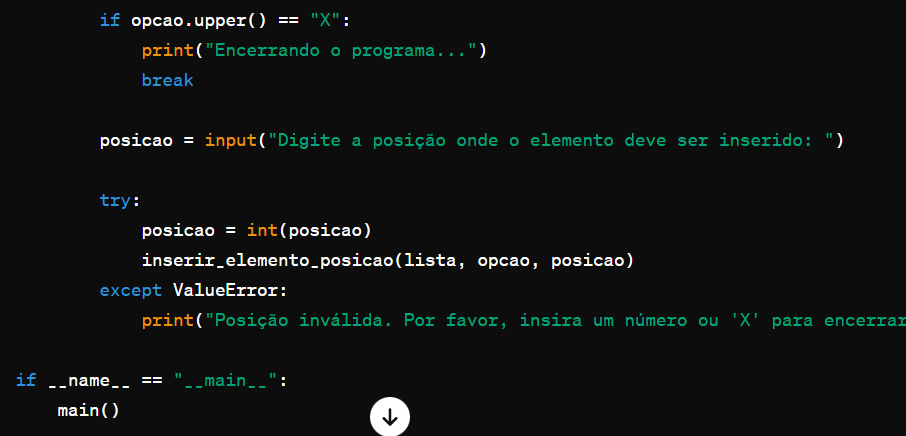 if opcao.upper() == "X":
print("Encerrando o programa...")
break
posicao = input("Digite a posição onde o elemento deve ser inserido: ")
try:
posicao = int(posicao)
inserir_elemento_posicao(lista, opcao, posicao)
except ValueError:
print("Posição inválida. Por favor, insira um número ou 'X' para encerrar
if __name__ == "__main__":
main()